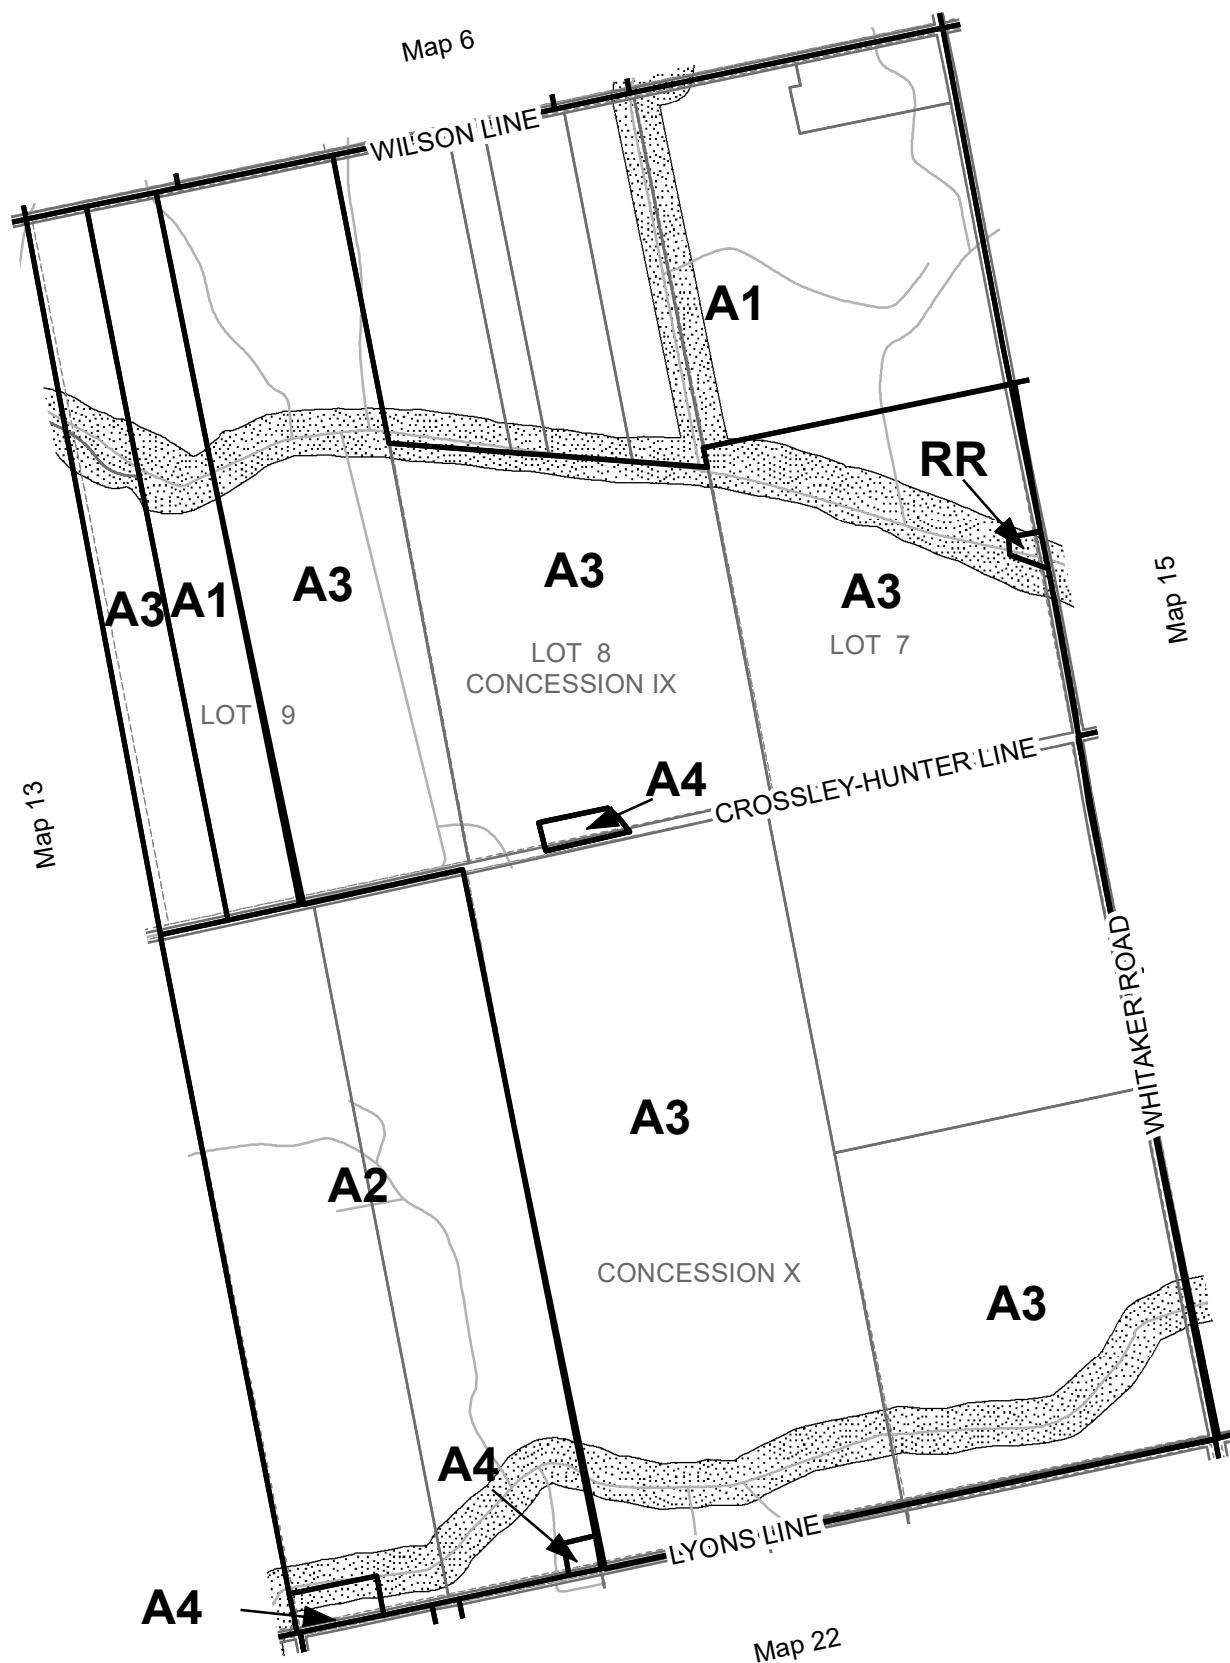 Map 6
WILSON LINE
A1
RR
A3
A1
A3
A3
A3
LOT 8
CONCESSION IX
LOT 7
LOT 9
Map 15
Map 13
A4
CROSSLEY-HUNTER LINE
WHITAKER ROAD
A3
A2
CONCESSION X
A3
A4
LYONS LINE
A4
Map 22